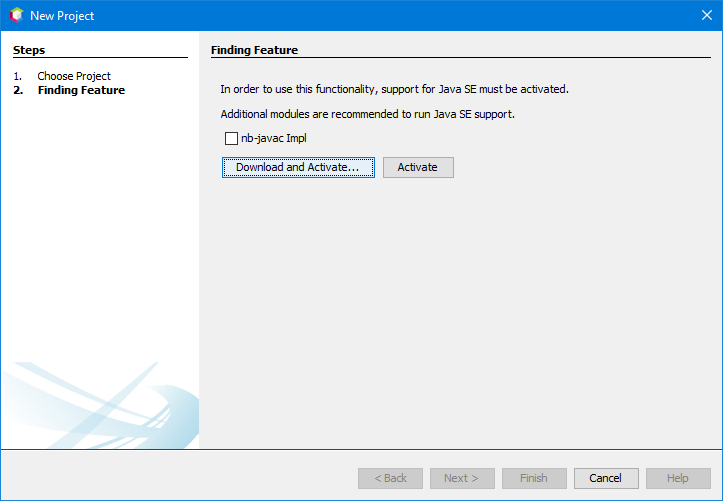 New Project
Steps
1. Choose Project
2. Finding Feature
Finding Feature
In order to use this functionality, support for Java SE must be activated.
Additional modules are recommended to run Java SE support.
nb-javac Impl
Download and Activate... Activate
< Back Next > Finish Cancel Help